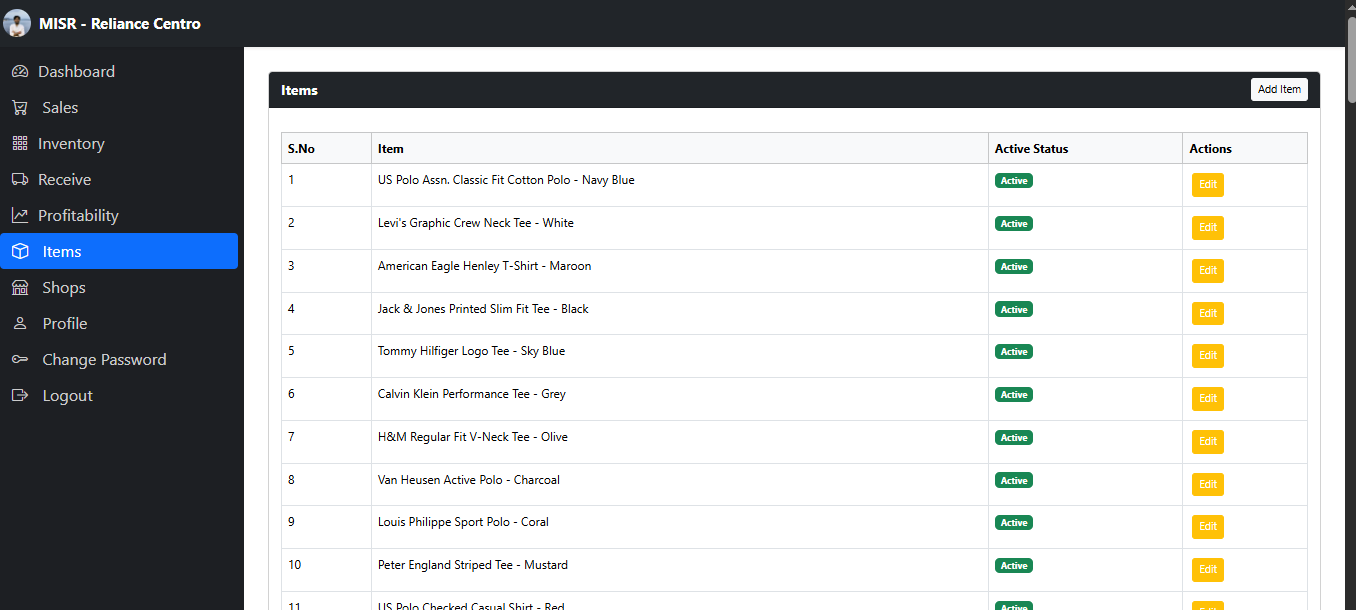 MISR - Reliance Centro
Dashboard
Sales
Inventory
Receive
Profitability
Items
Shops
Profile
Change Password
Logout
Items Add Item
S.No Item Active Status Actions
1 US Polo Assn. Classic Fit Cotton Polo - Navy Blue Active Edit
2 Levi's Graphic Crew Neck Tee - White Active Edit
3 American Eagle Henley T-Shirt - Maroon Active Edit
4 Jack & Jones Printed Slim Fit Tee - Black Active Edit
5 Tommy Hilfiger Logo Tee - Sky Blue Active Edit
6 Calvin Klein Performance Tee - Grey Active Edit
7 H&M Regular Fit V-Neck Tee - Olive Active Edit
8 Van Heusen Active Polo - Charcoal Active Edit
9 Louis Philippe Sport Polo - Coral Active Edit
10 Peter England Striped Tee - Mustard Active Edit
11 US Polo Checked Casual Shirt - Red Active Edit